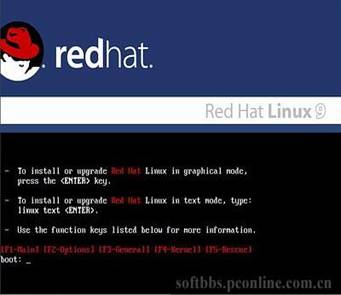 redhat.
Red Hat Linux 9
- To install or upgrade Red Hat Linux in graphical mode,
press the <ENTER> key.
- To install or upgrade Red Hat Linux in text mode, type:
linux text <ENTER>.
- Use the function keys listed below for more information.
[F1-Main] [F2-Options] [F3-General] [F4-Kernel] [F5-Rescue]
boot: _
softbbs.pconline.com.cn